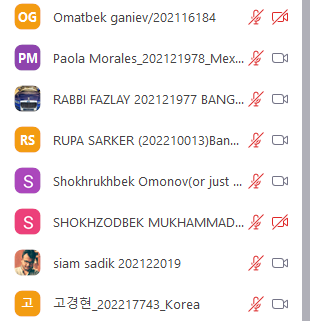 OG Omatbek ganiev/202116184
PM Paola Morales_202121978_Mex...
RABBI FAZLAY 202121977 BANG...
RS RUPA SARKER (202210013)Ban...
S Shokhrukhbek Omonov(or just ...
S SHOKHZODBEK MUKHAMMAD...
siam sadik 202122019
고 고경현_202217743_Korea